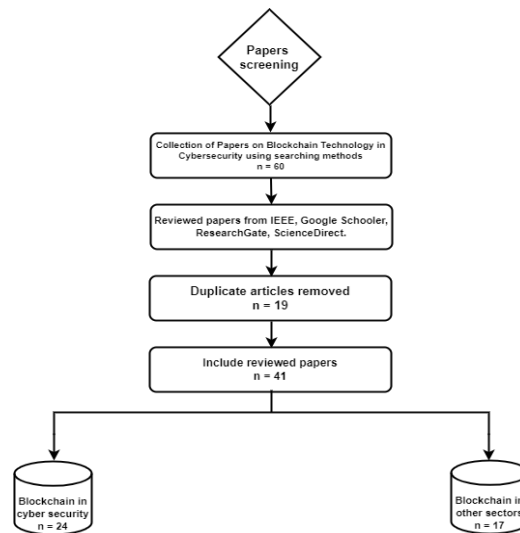 Papers
screening
Collection of Papers on Blockchain Technology in
Cybersecurity using searching methods
n = 60
Reviewed papers from IEEE, Google Schooler,
ResearchGate, ScienceDirect.
Duplicate articles removed
n = 19
Include reviewed papers
n = 41
Blockchain in
cyber security
n = 24
Blockchain in
other sectors
n = 17